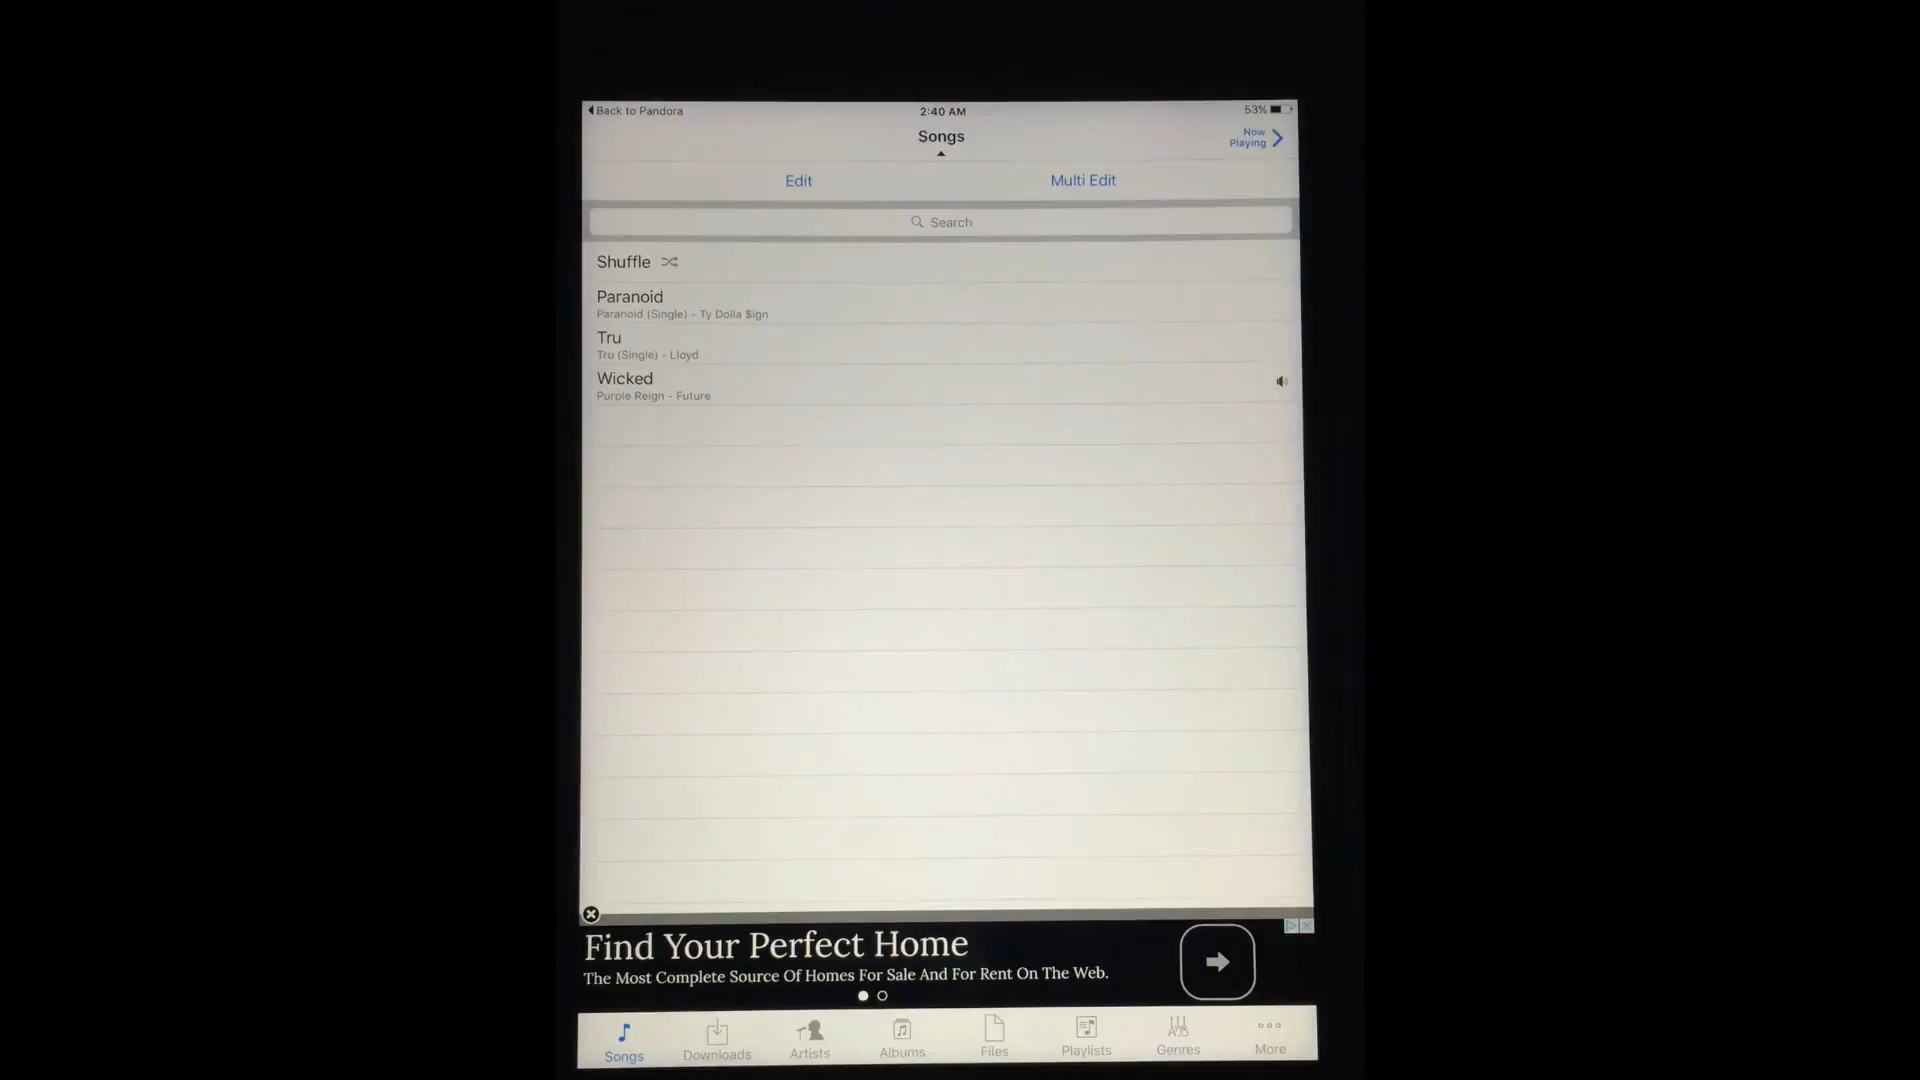 Back to Pandora
2:40 AM
53%
Songs
Now Playing
Edit
Multi Edit
Search
Shuffle
Paranoid
Paranoid (Single) - Ty Dolla $ign
Tru
Tru (Single) - Lloyd
Wicked
Purple Reign - Future
Find Your Perfect Home
The Most Complete Source Of Homes For Sale And For Rent On The Web.
Songs
Downloads
Artists
Albums
Files
Playlists
Genres
More